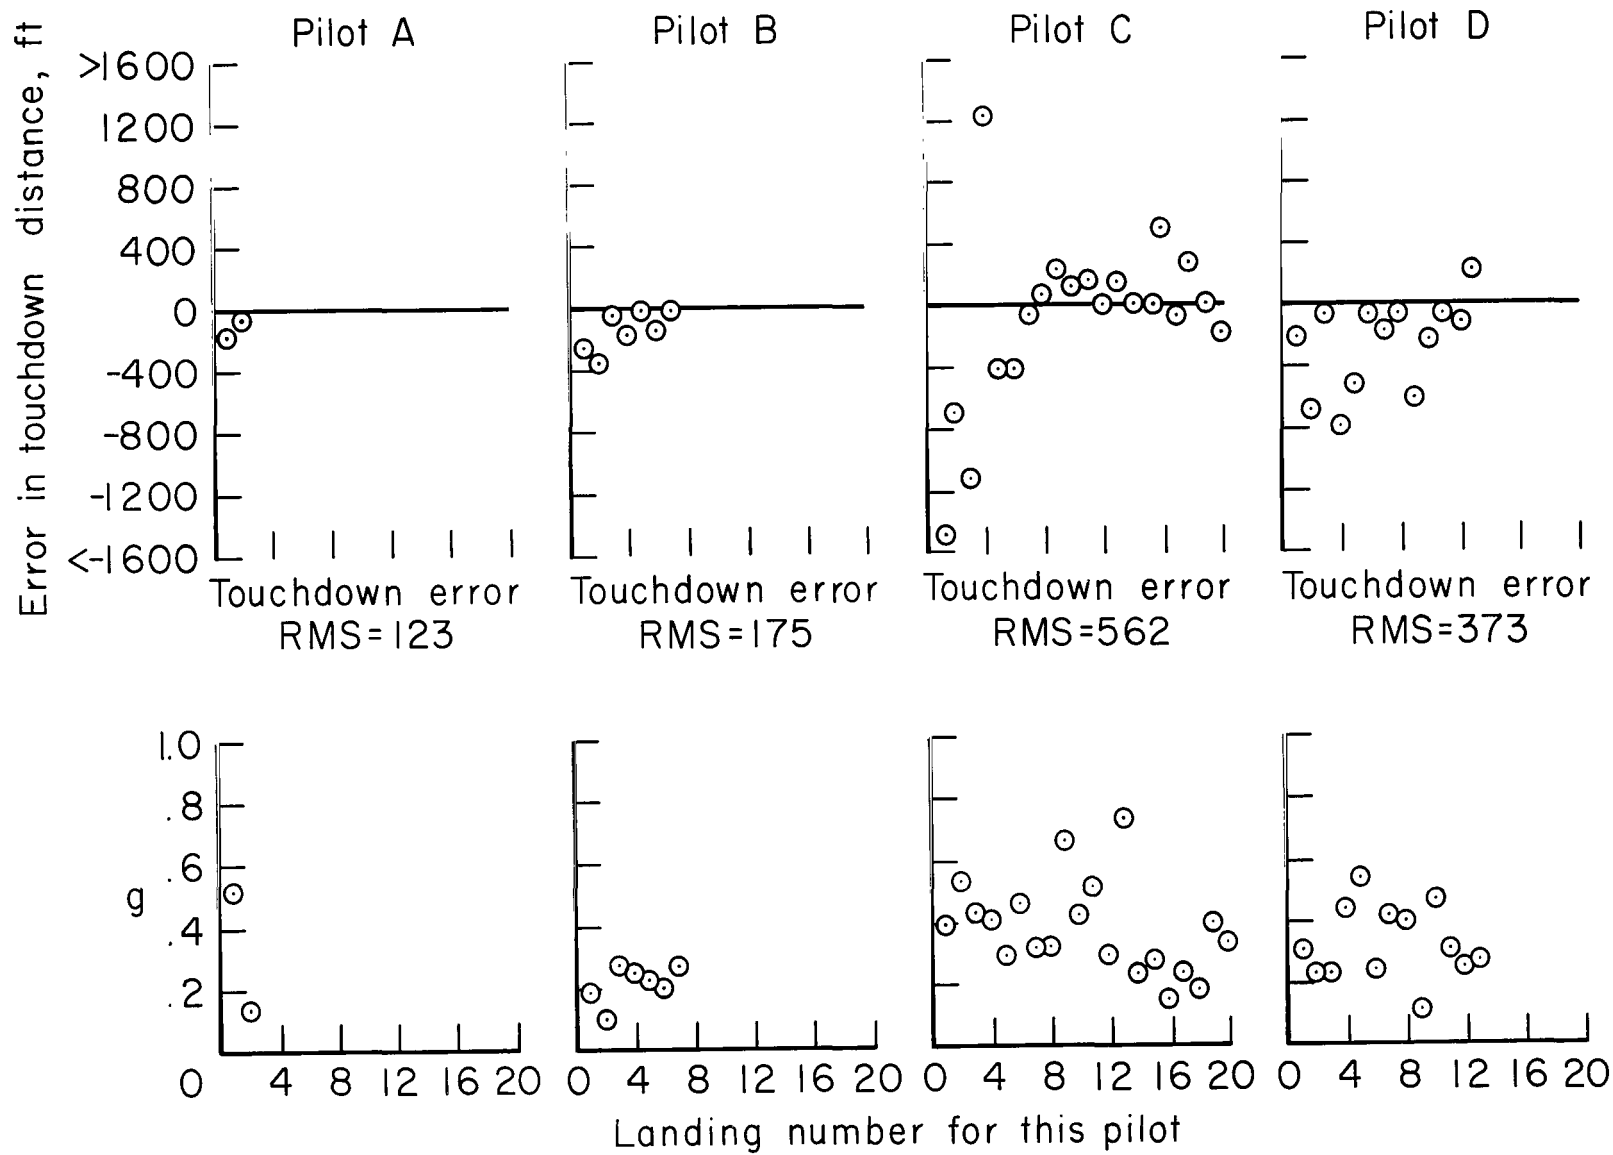 Pilot A Pilot B Pilot C Pilot D
Error in touchdown distance, ft
>1600
1200
800
400
0
-400
-800
-1200
<-1600
Touchdown error Touchdown error Touchdown error Touchdown error
RMS=123 RMS=175 RMS=562 RMS=373
1.0
.8
.6
g
.4
.2
0 4 8 12 16 20 0 4 8 12 16 20 0 4 8 12 16 20 0 4 8 12 16 20
Landing number for this pilot